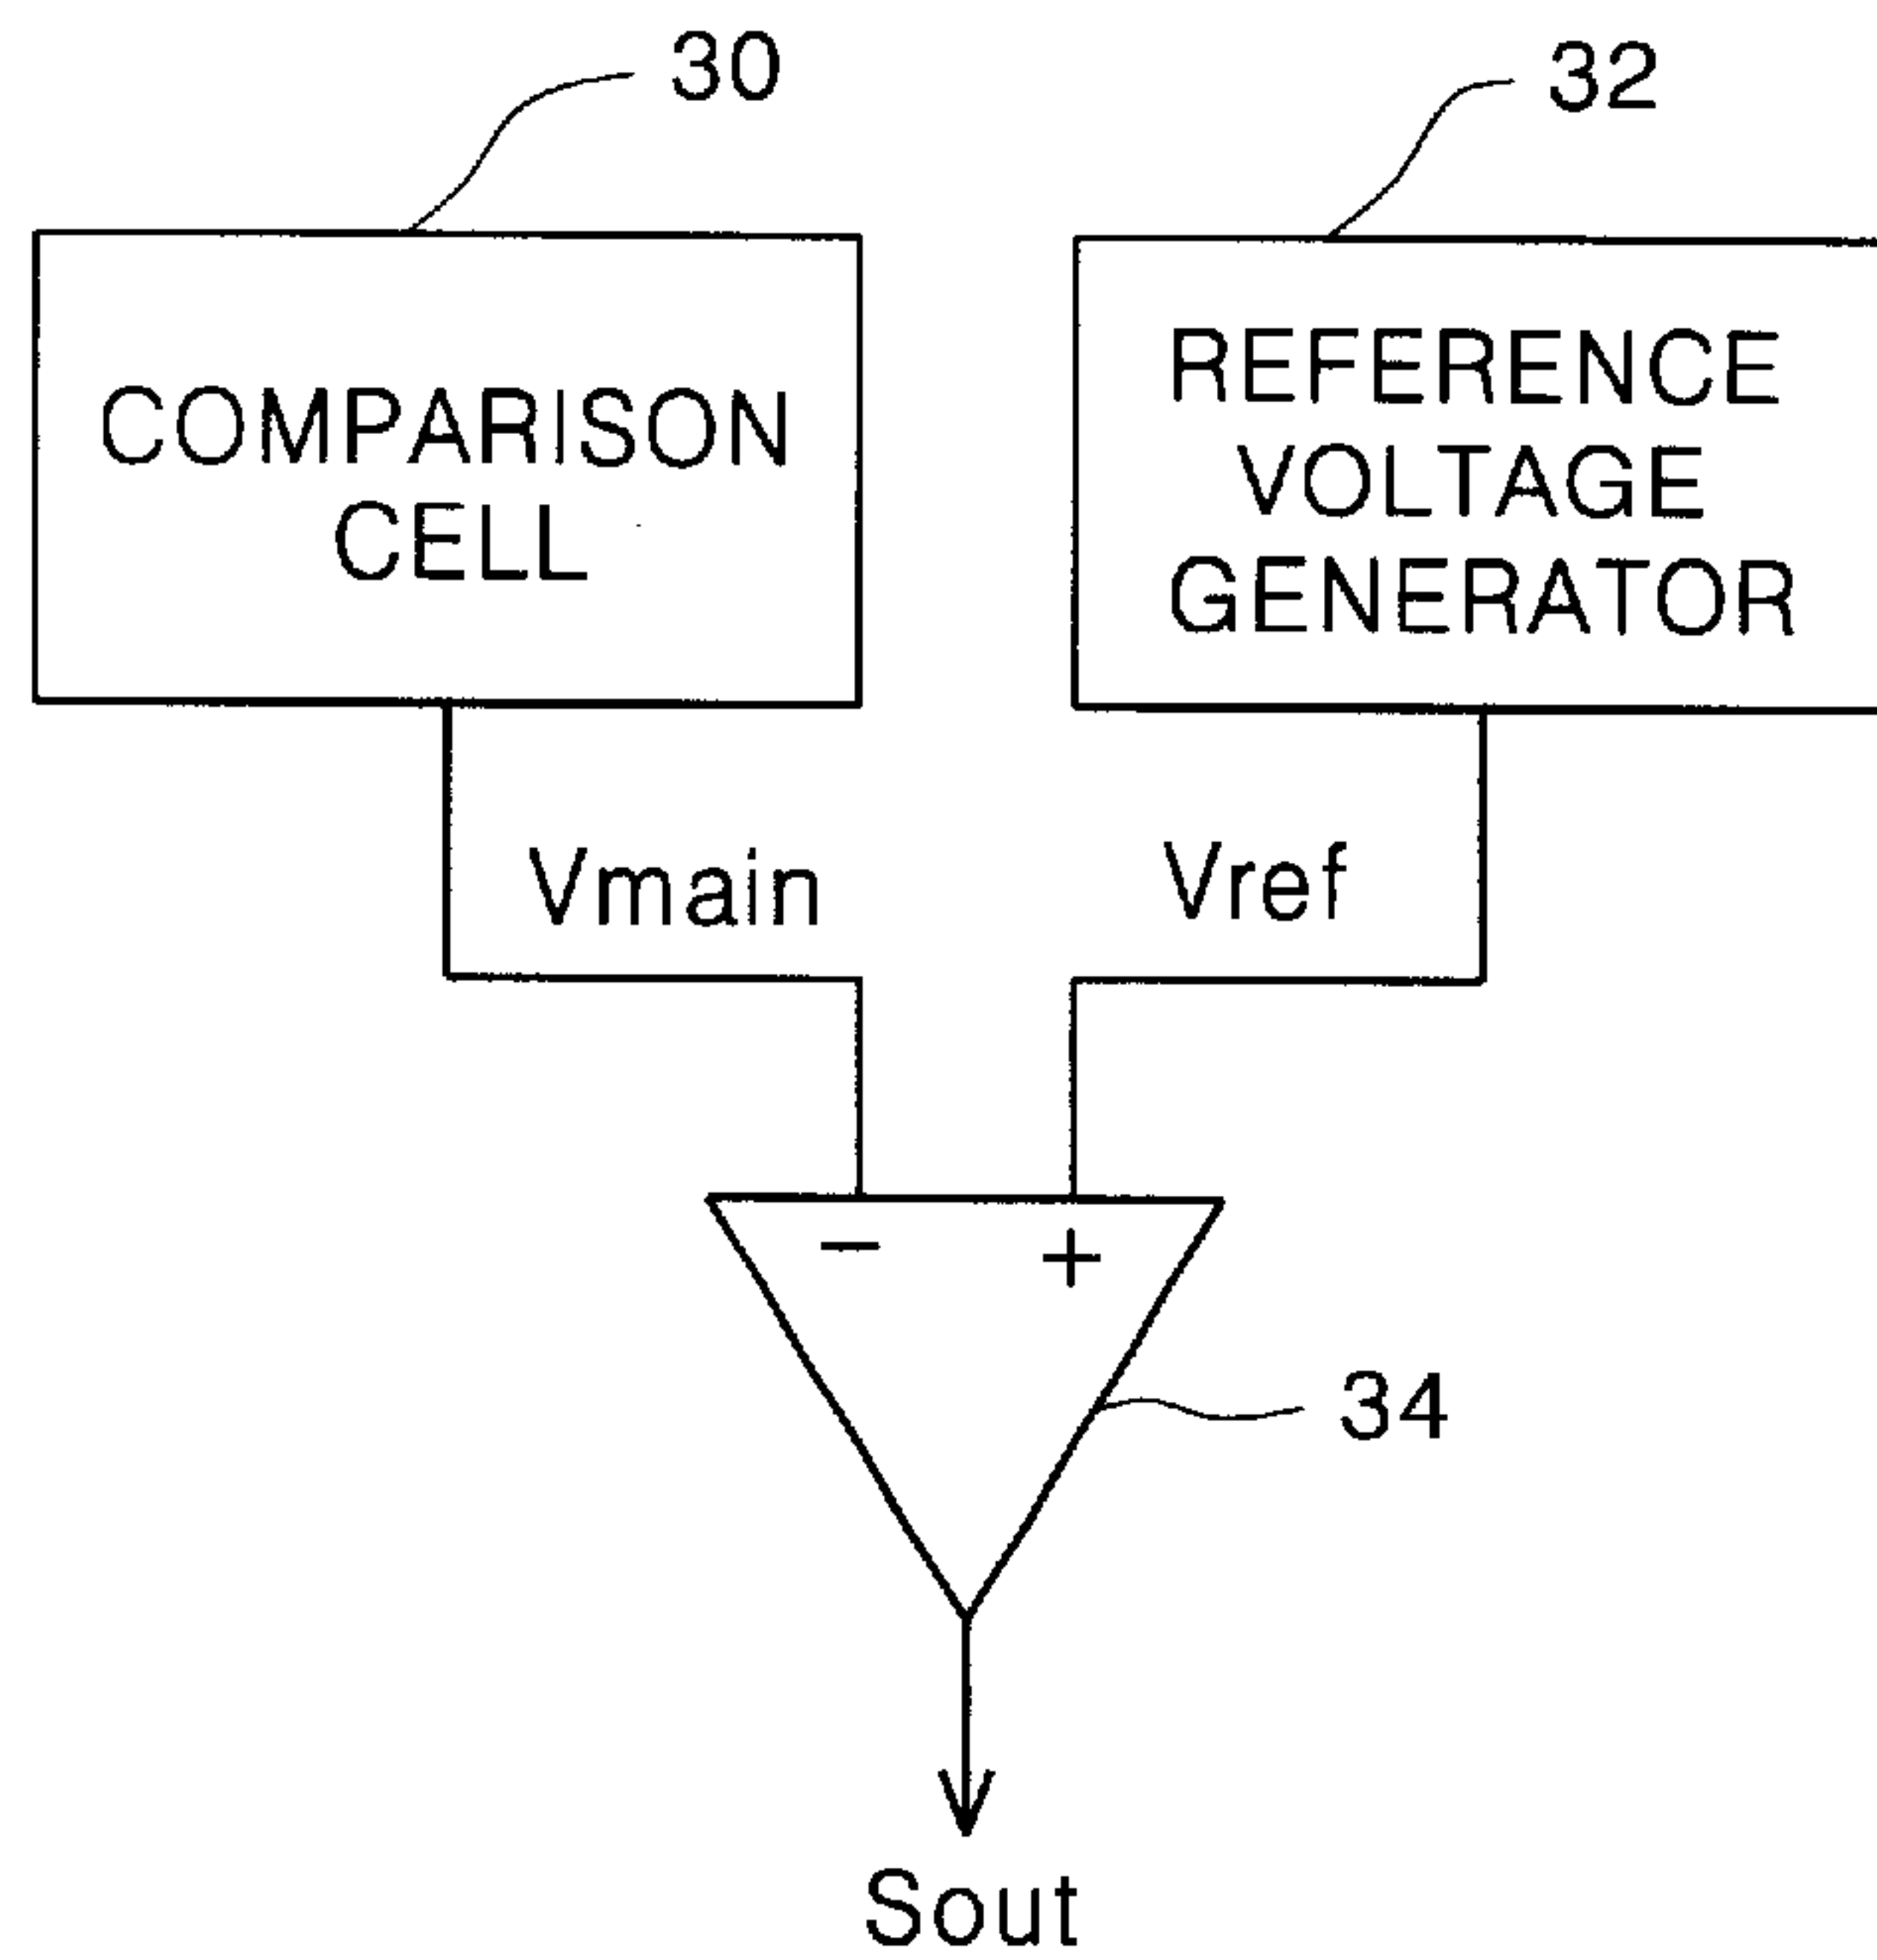 30
32
COMPARISON
CELL
REFERENCE
VOLTAGE
GENERATOR
Vmain
Vref
−
+
34
Sout